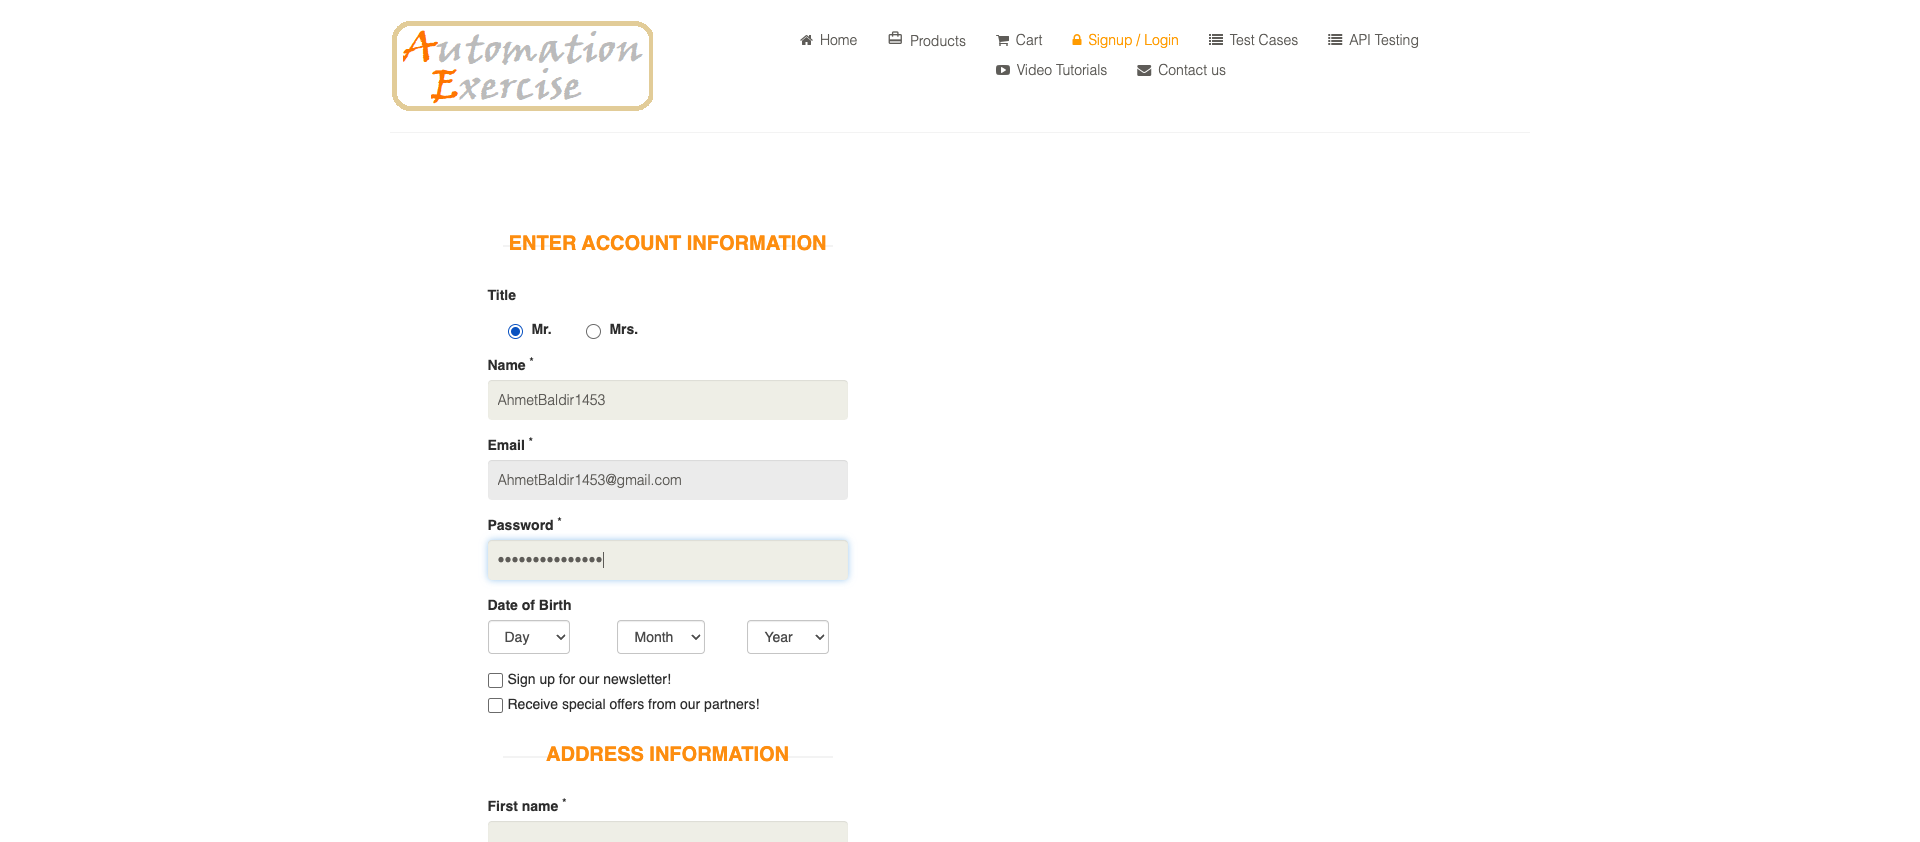 Automation
Exercise
Home Products Cart Signup / Login Test Cases API Testing
Video Tutorials Contact us
ENTER ACCOUNT INFORMATION
Title
Mr. Mrs.
Name *
AhmetBaldir1453
Email *
AhmetBaldir1453@gmail.com
Password *
•••••••••••••••
Date of Birth
Day Month Year
Sign up for our newsletter!
Receive special offers from our partners!
ADDRESS INFORMATION
First name *